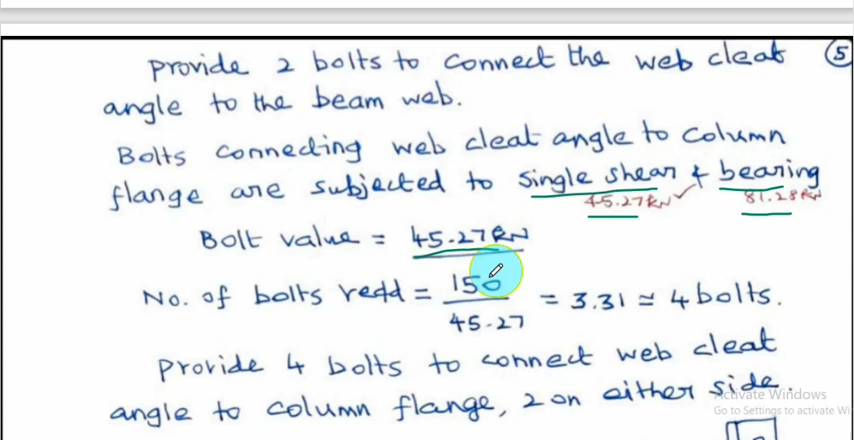 Provide 2 bolts to connect the web cleat
5
angle to the beam web.
Bolts connecting web cleat angle to column
flange are subjected to single shear & bearing
45.27KN ✓ 81.28KN
Bolt value = 45.27KN
No. of bolts redd = 150 / 45.27 = 3.31 ≃ 4 bolts.
Provide 4 bolts to connect web cleat
angle to column flange, 2 on either side.
Activate Windows
Go to Settings to activate Wi